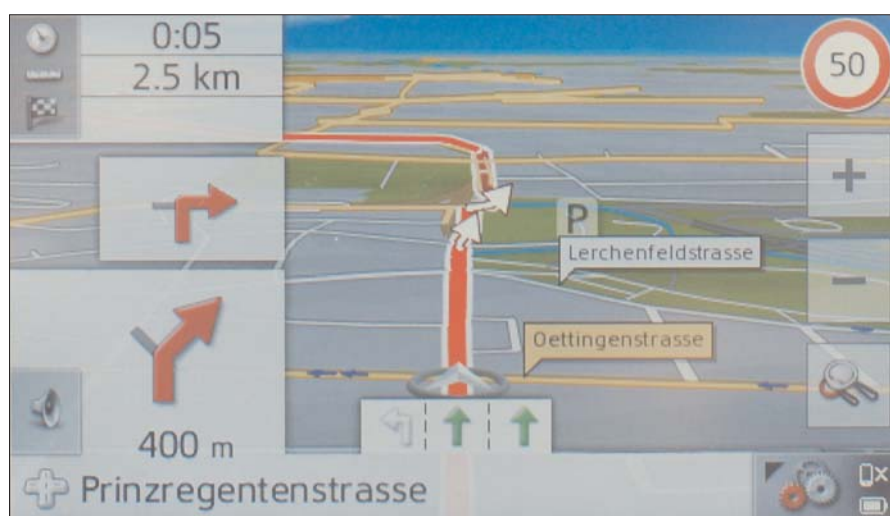 0:05
2.5 km
50
P
Lerchenfeldstrasse
Oettingenstrasse
400 m
Prinzregentenstrasse